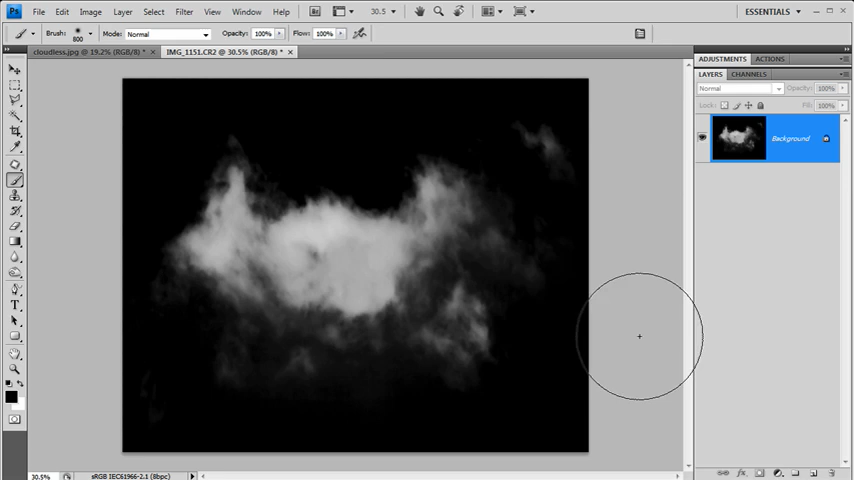 Ps File Edit Image Layer Select Filter View Window Help Br 30.5 ESSENTIALS
Brush: 800 Mode: Normal Opacity: 100% Flow: 100%
cloudless.jpg @ 19.2% (RGB/8) * × IMG_1151.CR2 @ 30.5% (RGB/8) * ×
ADJUSTMENTS ACTIONS
LAYERS CHANNELS
Normal Opacity: 100%
Lock: Fill: 100%
Background
T
30.5% sRGB IEC61966-2.1 (8bpc)
fx